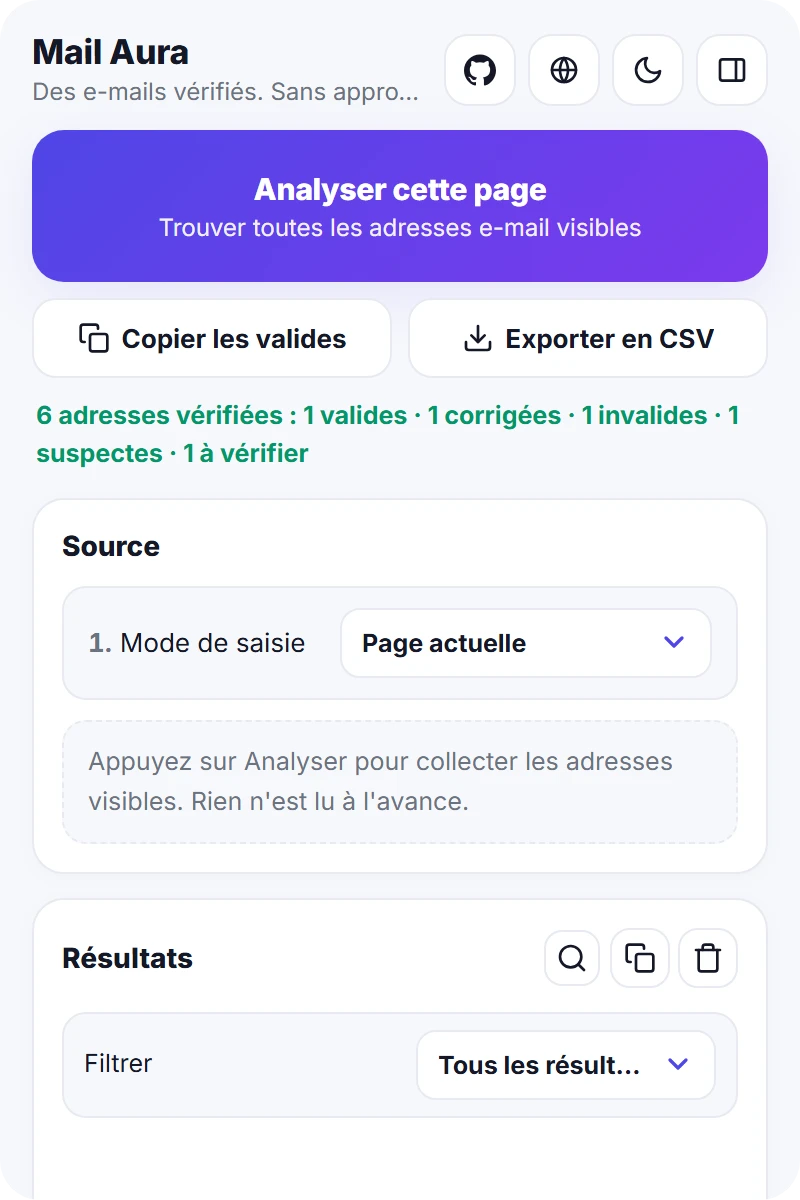 Mail Aura
Des e-mails vérifiés. Sans appro...
Analyser cette page
Trouver toutes les adresses e-mail visibles
Copier les valides
Exporter en CSV
6 adresses vérifiées : 1 valides · 1 corrigées · 1 invalides · 1
suspectes · 1 à vérifier
Source
1. Mode de saisie
Page actuelle
Appuyez sur Analyser pour collecter les adresses
visibles. Rien n'est lu à l'avance.
Résultats
Filtrer
Tous les résult...